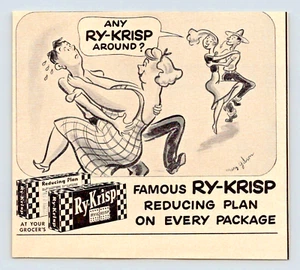 ANY
RY-KRISP
AROUND?
Reducing Plan
Ry-Krisp
AT YOUR
GROCER'S
FAMOUS RY-KRISP
REDUCING PLAN
ON EVERY PACKAGE